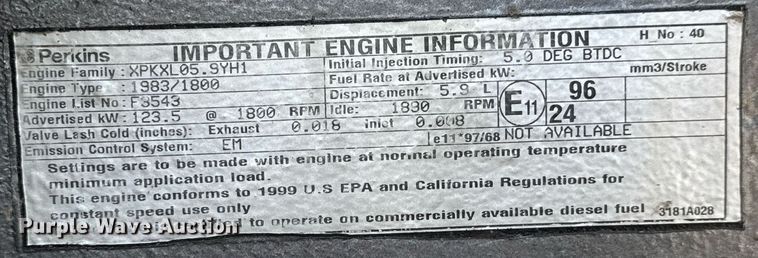 Perkins IMPORTANT ENGINE INFORMATION H No : 40
Engine Family : XPKXL05.9YH1 Initial Injection Timing: 5.0 DEG BTDC
Engine Type : 1983/1800 Fuel Rate at Advertised kW: mm3/Stroke
Engine List No : F3543 Displacement: 5.9 L E11 96
Advertised kW : 123.5 @ 1800 RPM Idle: 1830 RPM 24
Valve Lash Cold (inches): Exhaust 0.018 inlet 0.008
Emission Control System: EM e11*97/68 NOT AVAILABLE
Settings are to be made with engine at normal operating temperature
minimum application load.
This engine conforms to 1999 U.S EPA and California Regulations for
constant speed use only
to operate on commercially available diesel fuel 3181A028
Purple Wave Auction